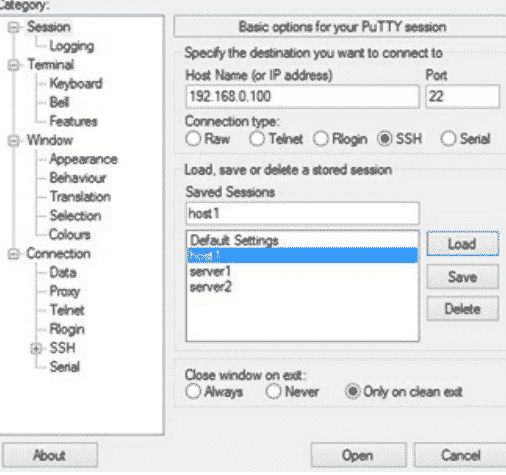 Category:
Session
Logging
Terminal
Keyboard
Bell
Features
Window
Appearance
Behaviour
Translation
Selection
Colours
Connection
Data
Proxy
Telnet
Rlogin
SSH
Serial
Basic options for your PuTTY session
Specify the destination you want to connect to
Host Name (or IP address) Port
192.168.0.100 22
Connection type:
Raw Telnet Rlogin SSH Serial
Load, save or delete a stored session
Saved Sessions
host1
Default Settings
host1
server1
server2
Load
Save
Delete
Close window on exit:
Always Never Only on clean exit
About Open Cancel